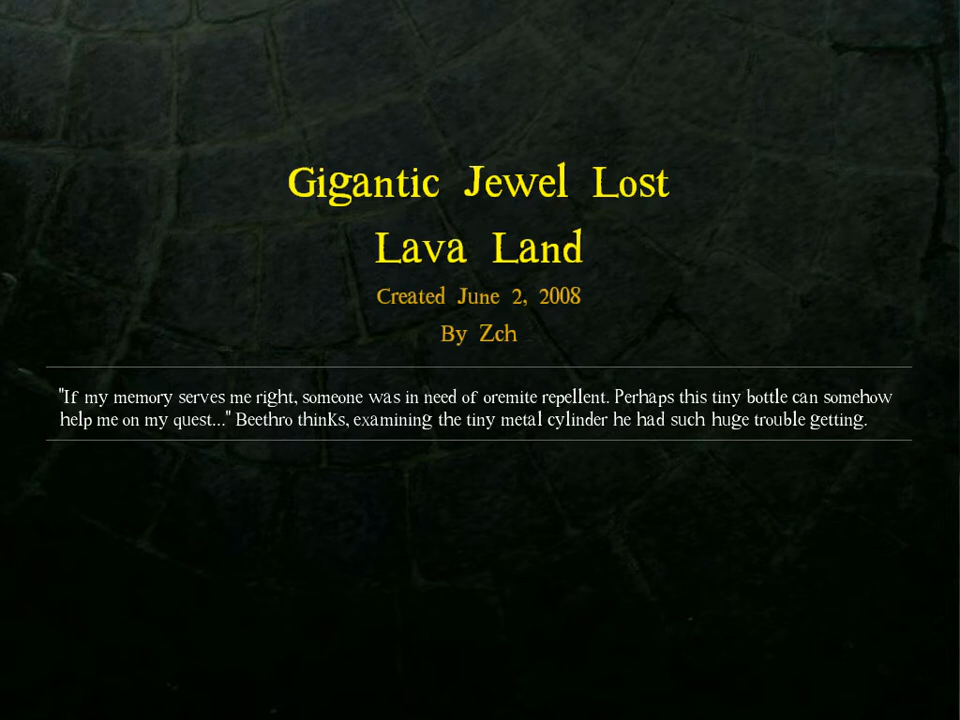 Gigantic Jewel Lost
Lava Land
Created June 2, 2008
By Zch
"If my memory serves me right, someone was in need of oremite repellent. Perhaps this tiny bottle can somehow
help me on my quest..." Beethro thinks, examining the tiny metal cylinder he had such huge trouble getting.